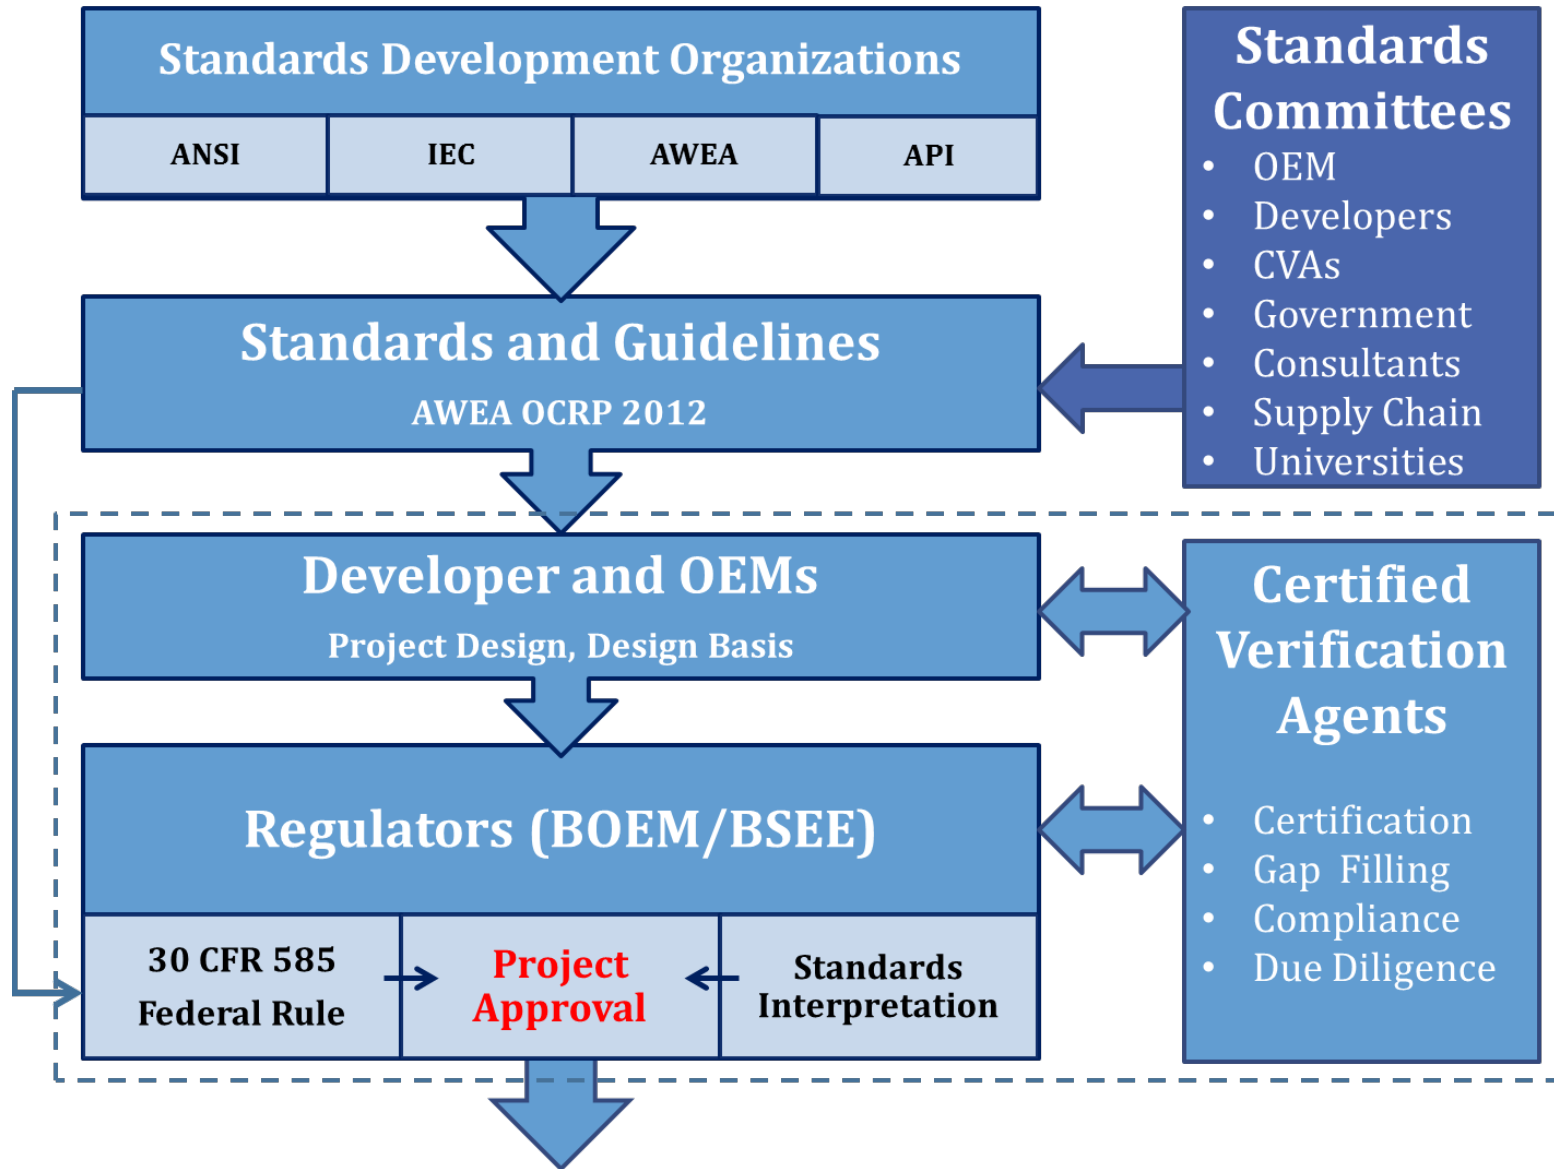 Standards Development Organizations
ANSI
IEC
AWEA
API
Standards and Guidelines
AWEA OCRP 2012
Standards
Committees
• OEM
• Developers
• CVAs
• Government
• Consultants
• Supply Chain
• Universities
Developer and OEMs
Project Design, Design Basis
Regulators (BOEM/BSEE)
30 CFR 585
Federal Rule
Project
Approval
Standards
Interpretation
Certified
Verification
Agents
• Certification
• Gap Filling
• Compliance
• Due Diligence